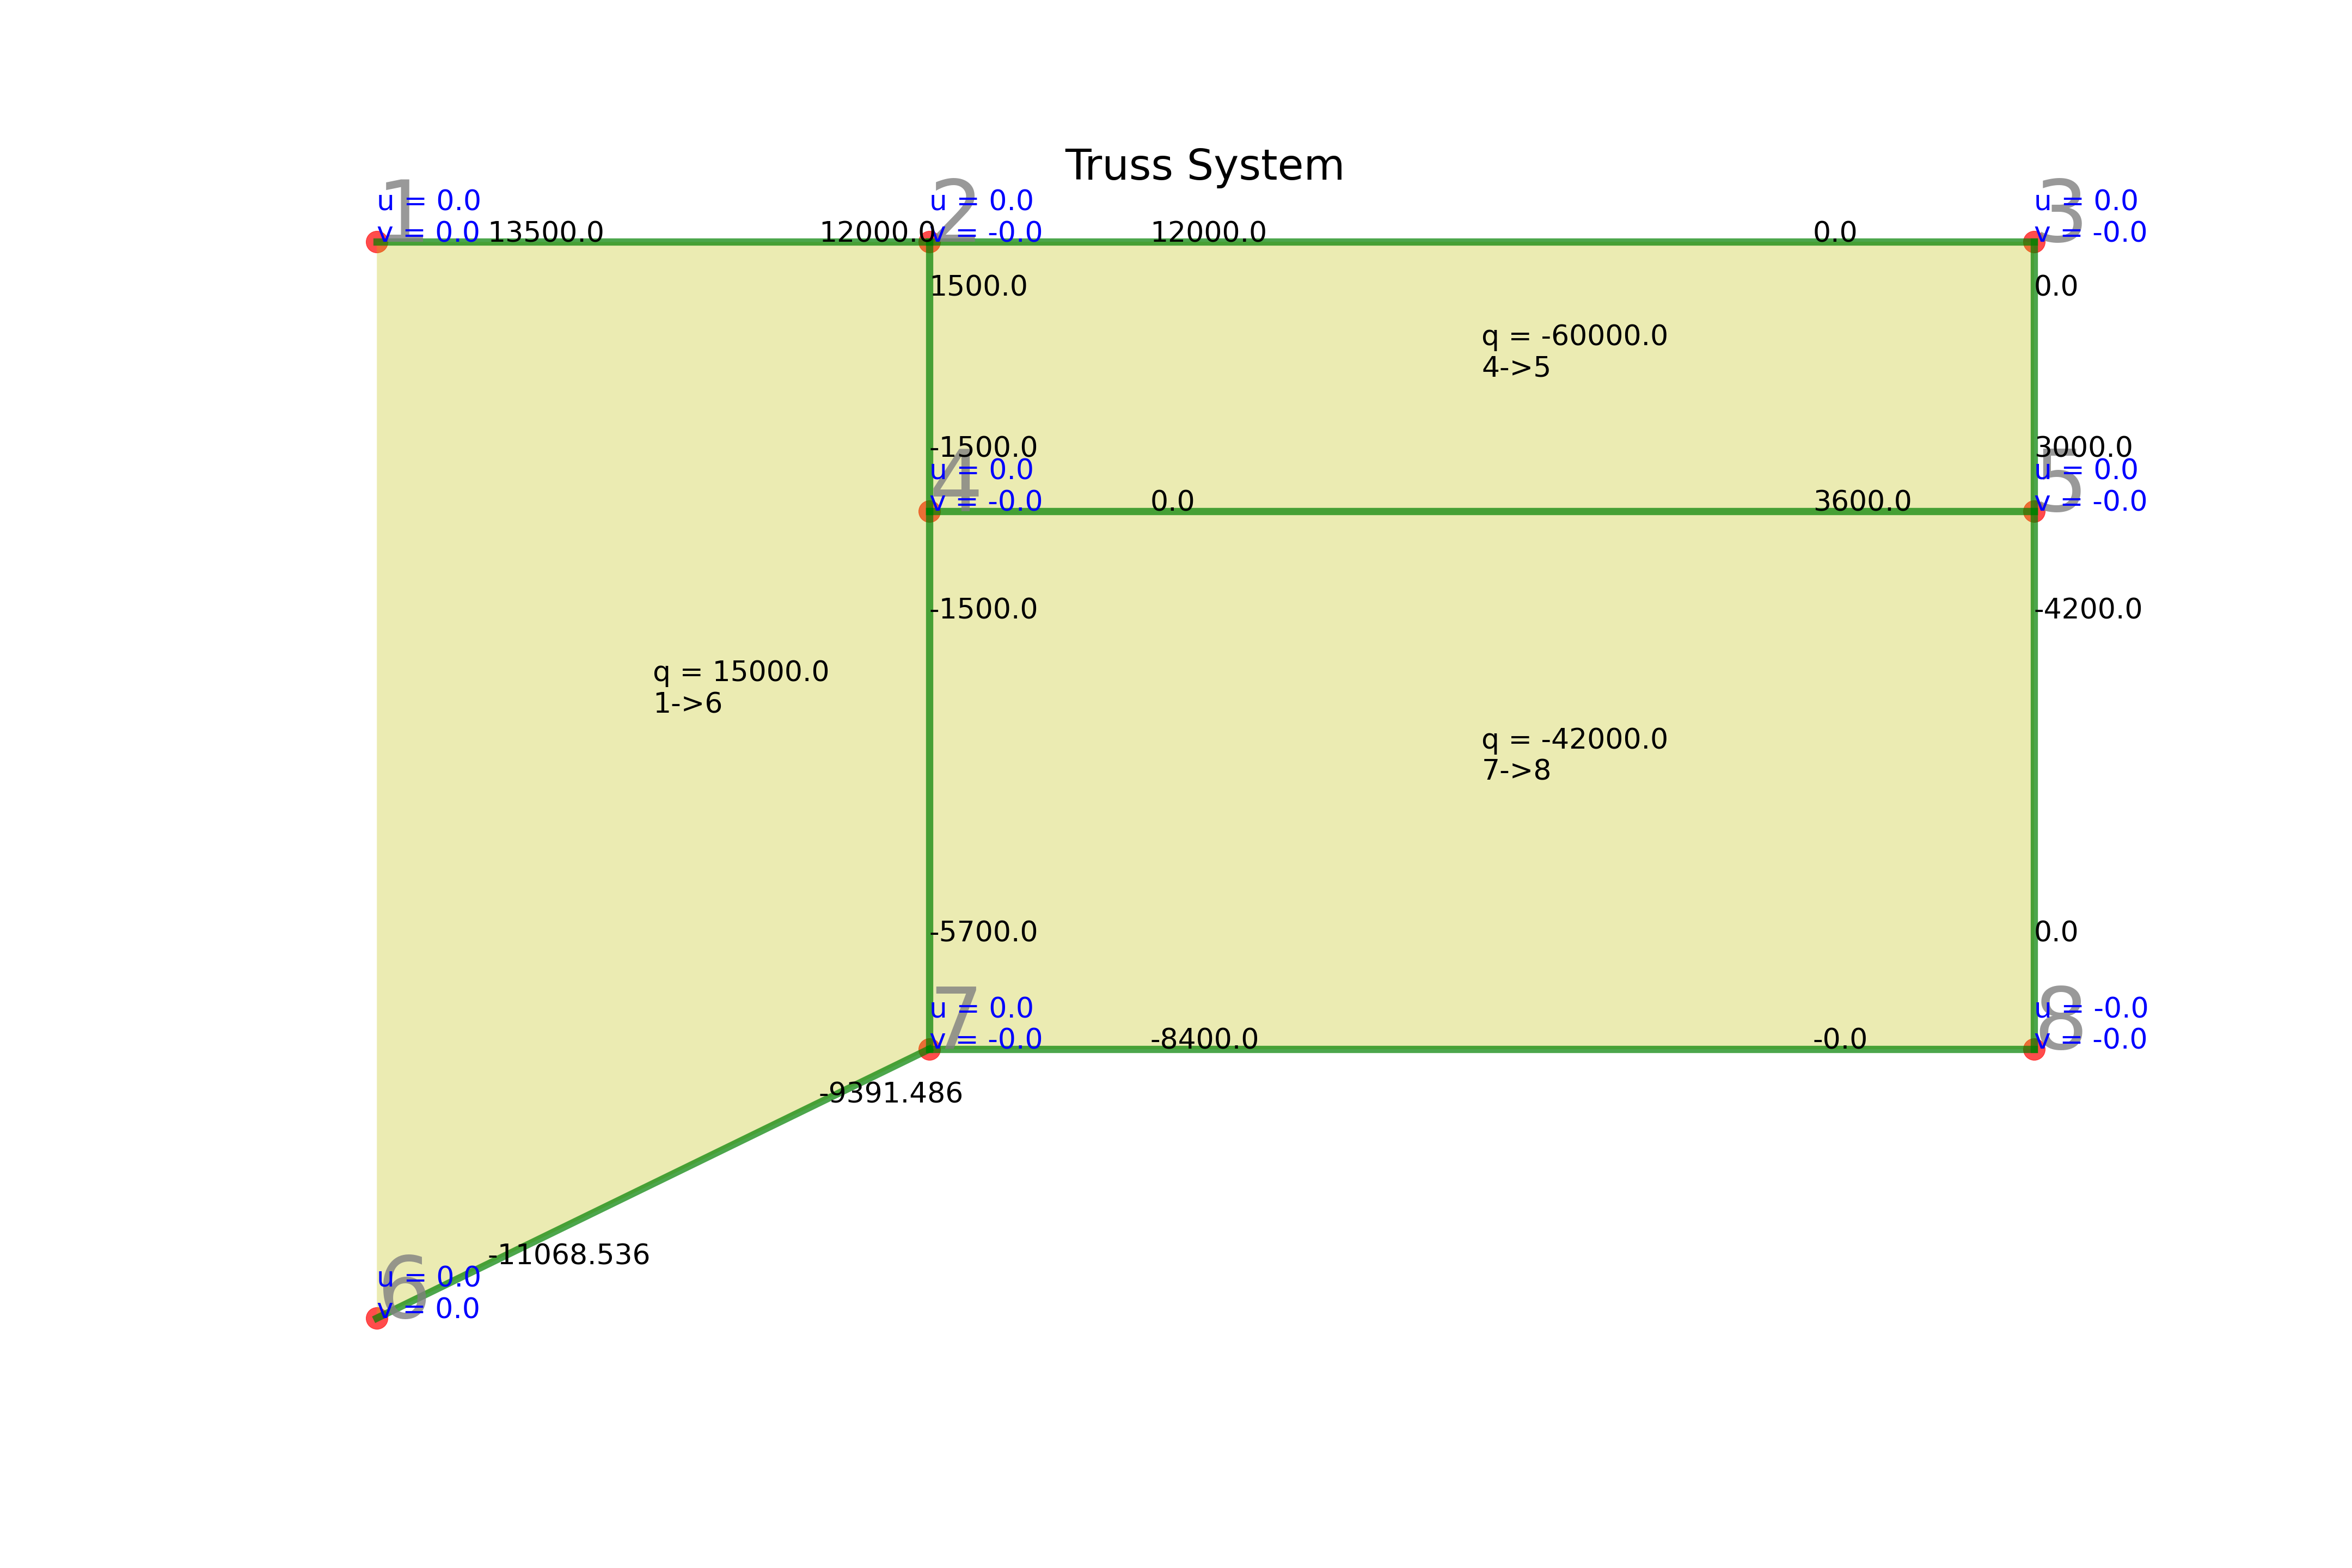 Truss System
1
u = 0.0
v = 0.0
13500.0
12000.0
2
u = 0.0
v = -0.0
12000.0
0.0
3
u = 0.0
v = -0.0
1500.0
0.0
q = -60000.0
4->5
-1500.0
3000.0
4
u = 0.0
v = -0.0
0.0
3600.0
5
u = 0.0
v = -0.0
-1500.0
-4200.0
q = 15000.0
1->6
q = -42000.0
7->8
-5700.0
0.0
7
u = 0.0
v = -0.0
-8400.0
-0.0
8
u = -0.0
v = -0.0
-9391.486
-11068.536
6
u = 0.0
v = 0.0